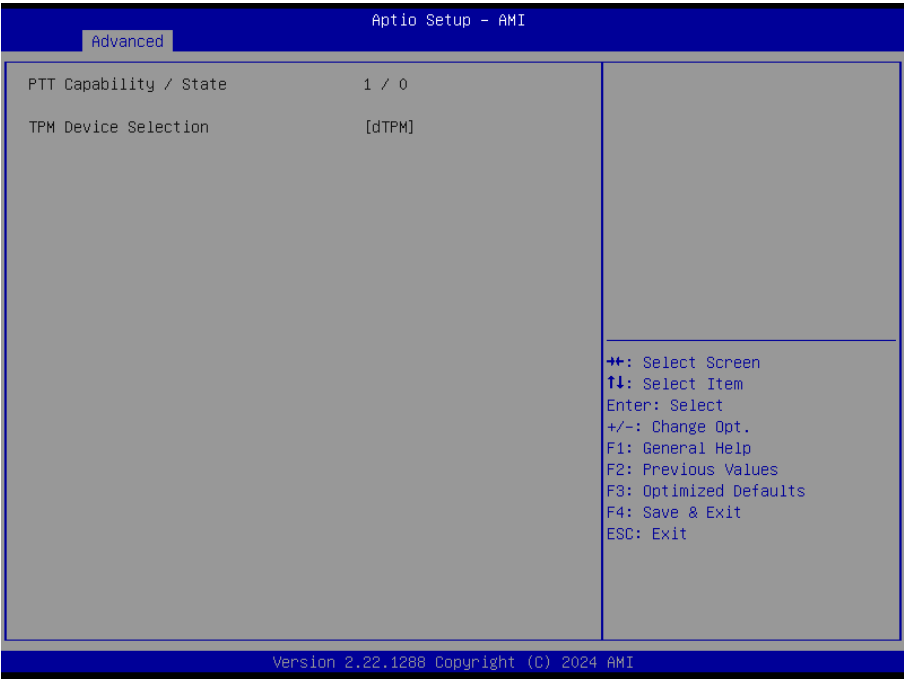 Aptio Setup – AMI
Advanced
PTT Capability / State 1 / 0
TPM Device Selection [dTPM]
→←: Select Screen
↑↓: Select Item
Enter: Select
+/-: Change Opt.
F1: General Help
F2: Previous Values
F3: Optimized Defaults
F4: Save & Exit
ESC: Exit
Version 2.22.1288 Copyright (C) 2024 AMI